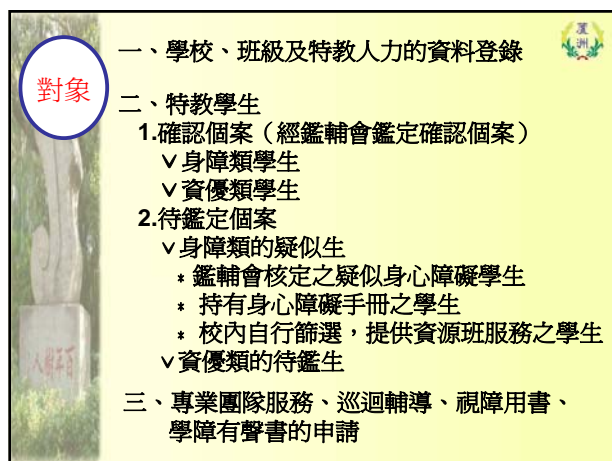 對象
蘆洲
一、學校、班級及特教人力的資料登錄
二、特教學生
1.確認個案（經鑑輔會鑑定確認個案）
ˇ身障類學生
ˇ資優類學生
2.待鑑定個案
ˇ身障類的疑似生
* 鑑輔會核定之疑似身心障礙學生
* 持有身心障礙手冊之學生
* 校內自行篩選，提供資源班服務之學生
ˇ資優類的待鑑生
三、專業團隊服務、巡迴輔導、視障用書、
學障有聲書的申請